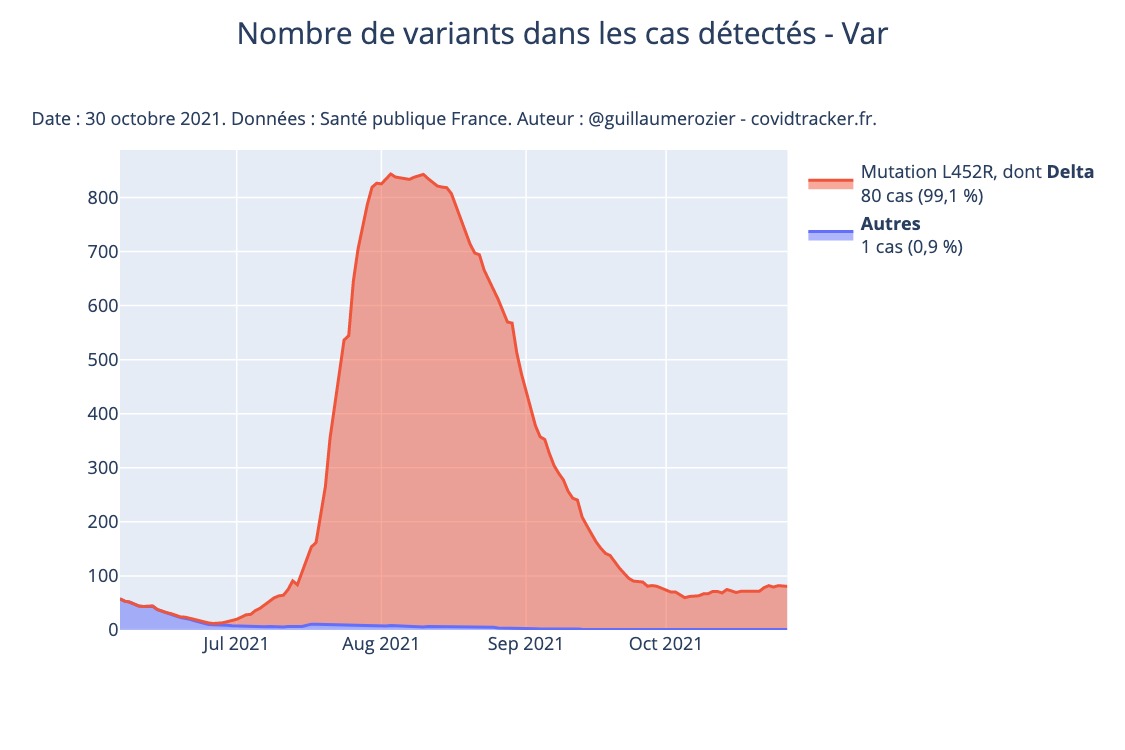 Nombre de variants dans les cas détectés - Var
Date : 30 octobre 2021. Données : Santé publique France. Auteur : @guillaumerozier - covidtracker.fr.
Mutation L452R, dont Delta
80 cas (99,1 %)
Autres
1 cas (0,9 %)
800
700
600
500
400
300
200
100
0
Jul 2021 Aug 2021 Sep 2021 Oct 2021